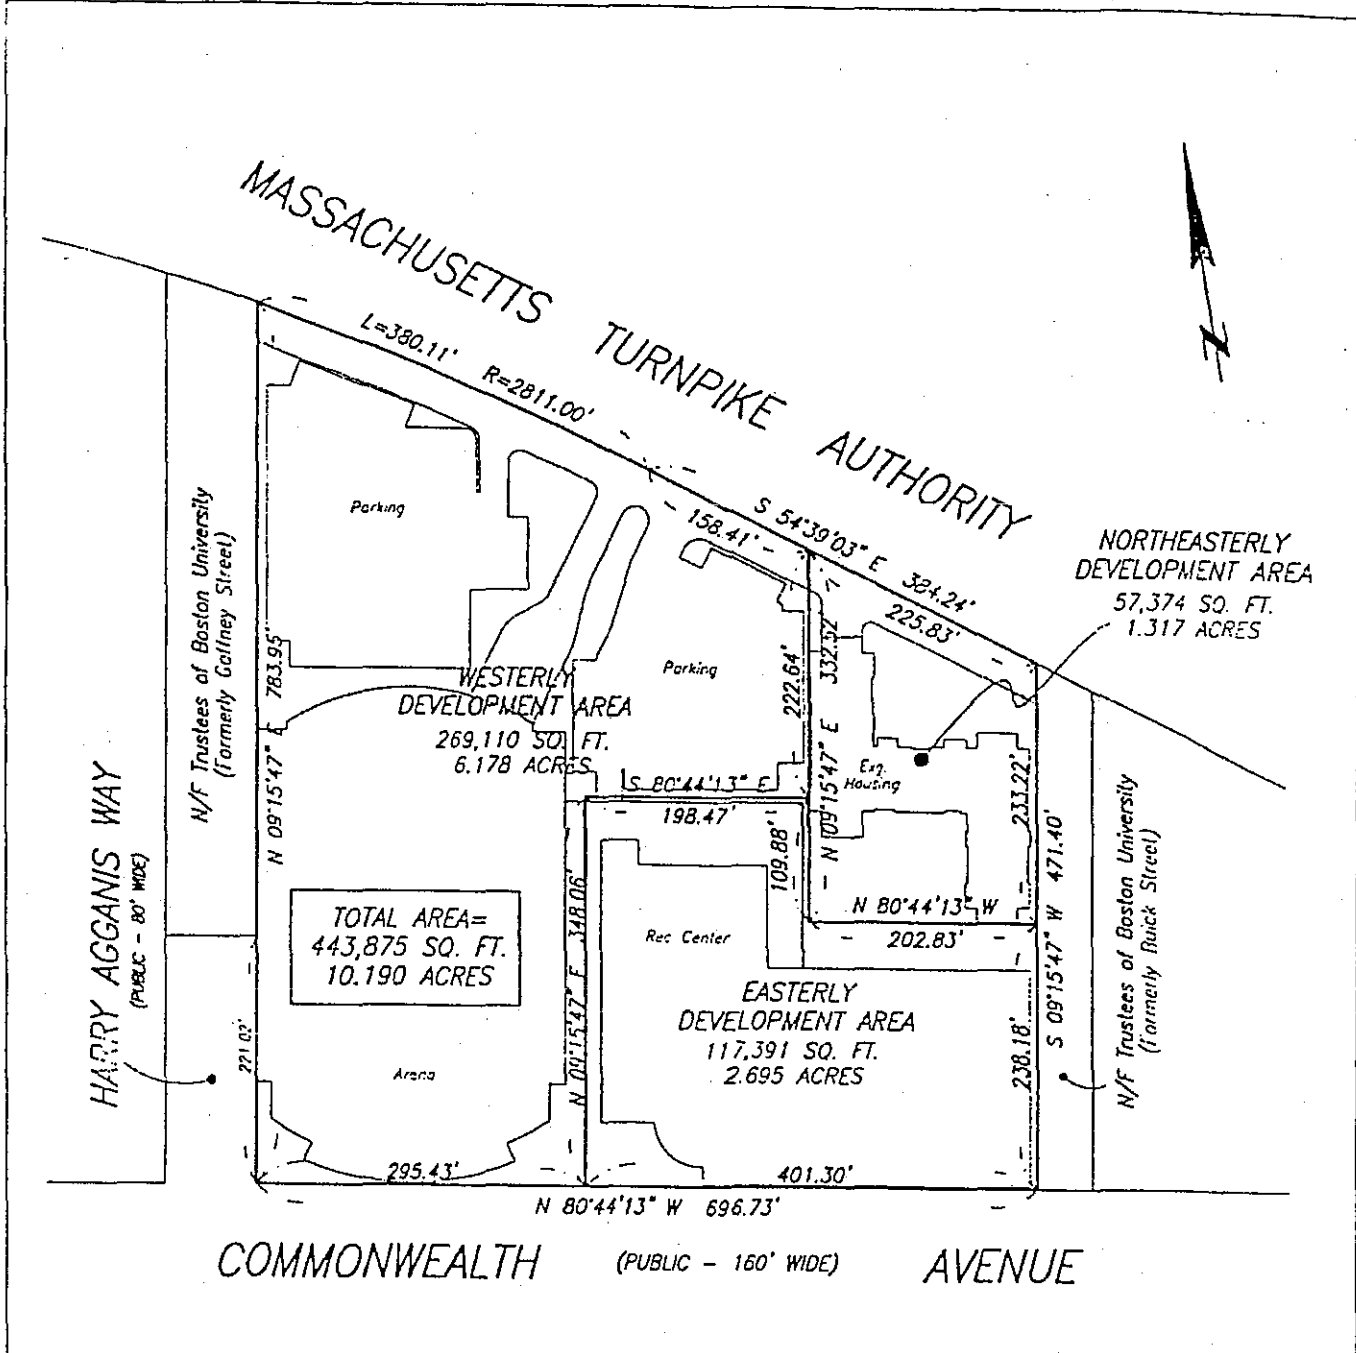 MASSACHUSETTS TURNPIKE AUTHORITY
L=380.11'
R=2811.00'
S 54°39'03" E 384.24'
158.41'
225.83'
N
NORTHEASTERLY
DEVELOPMENT AREA
57,374 SQ. FT.
1.317 ACRES
Parking
N/F Trustees of Boston University
(Formerly Gaffney Street)
N 09°15'47" E 783.95'
WESTERLY
DEVELOPMENT AREA
269,110 SQ. FT.
6.178 ACRES
Parking
222.64'
N 09°15'47" E 332.52'
Exg.
Housing
233.22'
S 80°44'13" E
198.47'
109.88'
N 80°44'13" W
202.83'
S 09°15'47" W 471.40'
N/F Trustees of Boston University
(Formerly Buick Street)
HARRY AGGANIS WAY
(PUBLIC - 80' WIDE)
TOTAL AREA=
443,875 SQ. FT.
10.190 ACRES
N 09°15'47" E 348.06'
Rec Center
EASTERLY
DEVELOPMENT AREA
117,391 SQ. FT.
2.695 ACRES
238.18'
221.02'
Arena
295.43'
401.30'
N 80°44'13" W 696.73'
COMMONWEALTH (PUBLIC - 160' WIDE) AVENUE